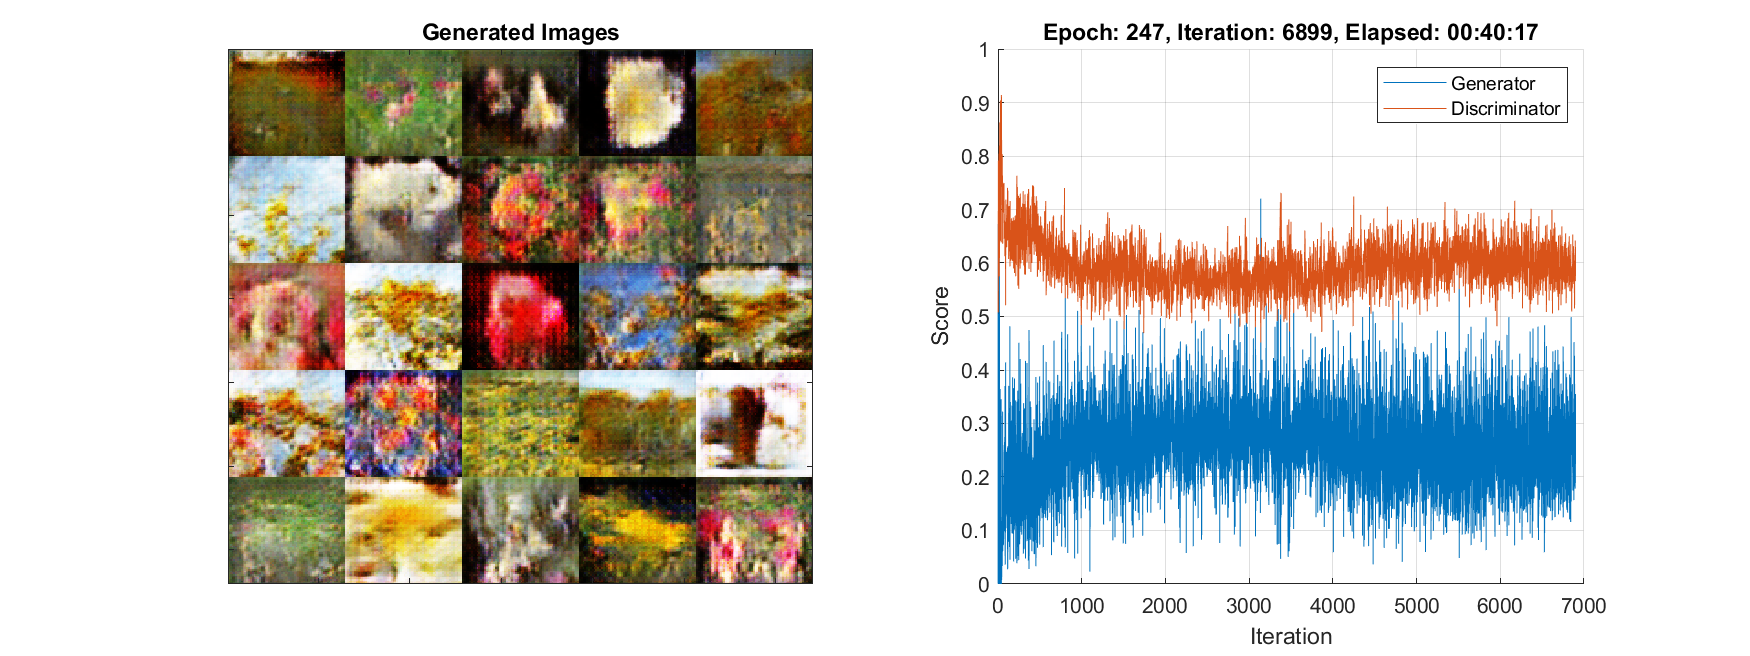 Generated Images
Epoch: 247, Iteration: 6899, Elapsed: 00:40:17
Generator
Discriminator
1
0.9
0.8
0.7
0.6
0.5
0.4
0.3
0.2
0.1
0
Score
0 1000 2000 3000 4000 5000 6000 7000
Iteration